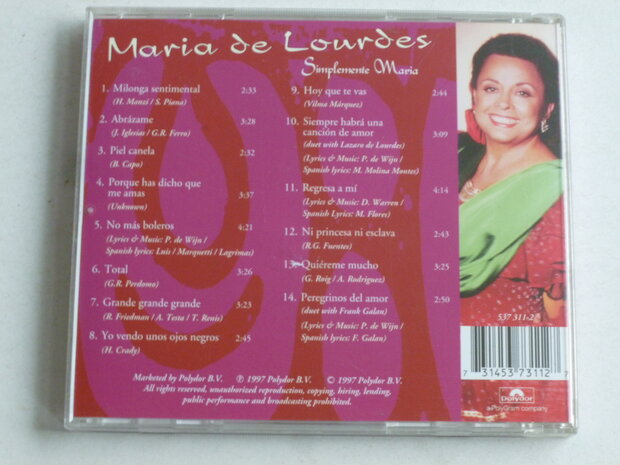 Maria de Lourdes
Simplemente Maria
1. Milonga sentimental 2:33
(H. Manzi / S. Piana)
2. Abrázame 3:28
(J. Iglesias / G.R. Ferro)
3. Piel canela 2:32
(B. Capo)
4. Porque has dicho que
me amas 3:37
(Unknown)
5. No más boleros 4:21
(Lyrics & Music: P. de Wijn /
Spanish lyrics: Luis / Marquetti / Lagrimas)
6. Total 3:26
(G.R. Perdomo)
7. Grande grande grande 3:23
(R. Friedman / A. Testa / T. Renis)
8. Yo vendo unos ojos negros 2:45
(H. Crady)
9. Hoy que te vas 2:44
(Vilma Márquez)
10. Siempre habrá una
canción de amor 3:09
(duet with Lazaro de Lourdes)
(Lyrics & Music: P. de Wijn /
Spanish lyrics: M. Molina Montes)
11. Regresa a mí 4:14
(Lyrics & Music: D. Warren /
Spanish Lyrics: M. Flores)
12. Ni princesa ni esclava 2:43
(R.G. Fuentes)
13. Quiéreme mucho 3:25
(G. Roig / A. Rodriguez)
14. Peregrinos del amor 2:50
(duet with Frank Galan)
(Lyrics & Music: P. de Wijn /
Spanish lyrics: F. Galan)
Marketed by Polydor B.V. ℗ 1997 Polydor B.V. © 1997 Polydor B.V.
All rights reserved, unauthorized reproduction, copying, hiring, lending,
public performance and broadcasting prohibited.
537 311-2
7 31453 73112 7
Polydor
a PolyGram company